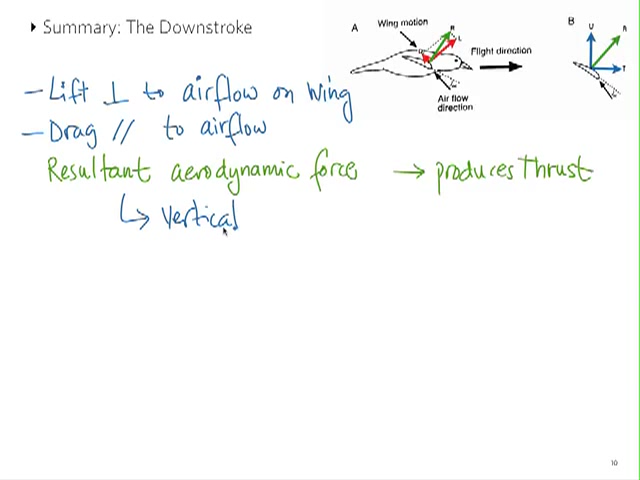 Summary: The Downstroke
A
Wing motion
R
L
Flight direction
Air flow
direction
B
U
R
T
- Lift ⊥ to airflow on wing
- Drag // to airflow
Resultant aerodynamic force → produces Thrust
↳ vertical
10